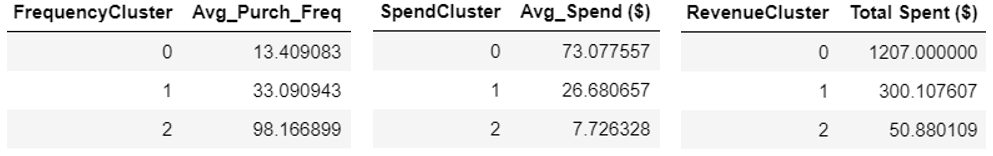 FrequencyCluster Avg_Purch_Freq SpendCluster Avg_Spend ($) RevenueCluster Total Spent ($)
0 13.409083 0 73.077557 0 1207.000000
1 33.090943 1 26.680657 1 300.107607
2 98.166899 2 7.726328 2 50.880109